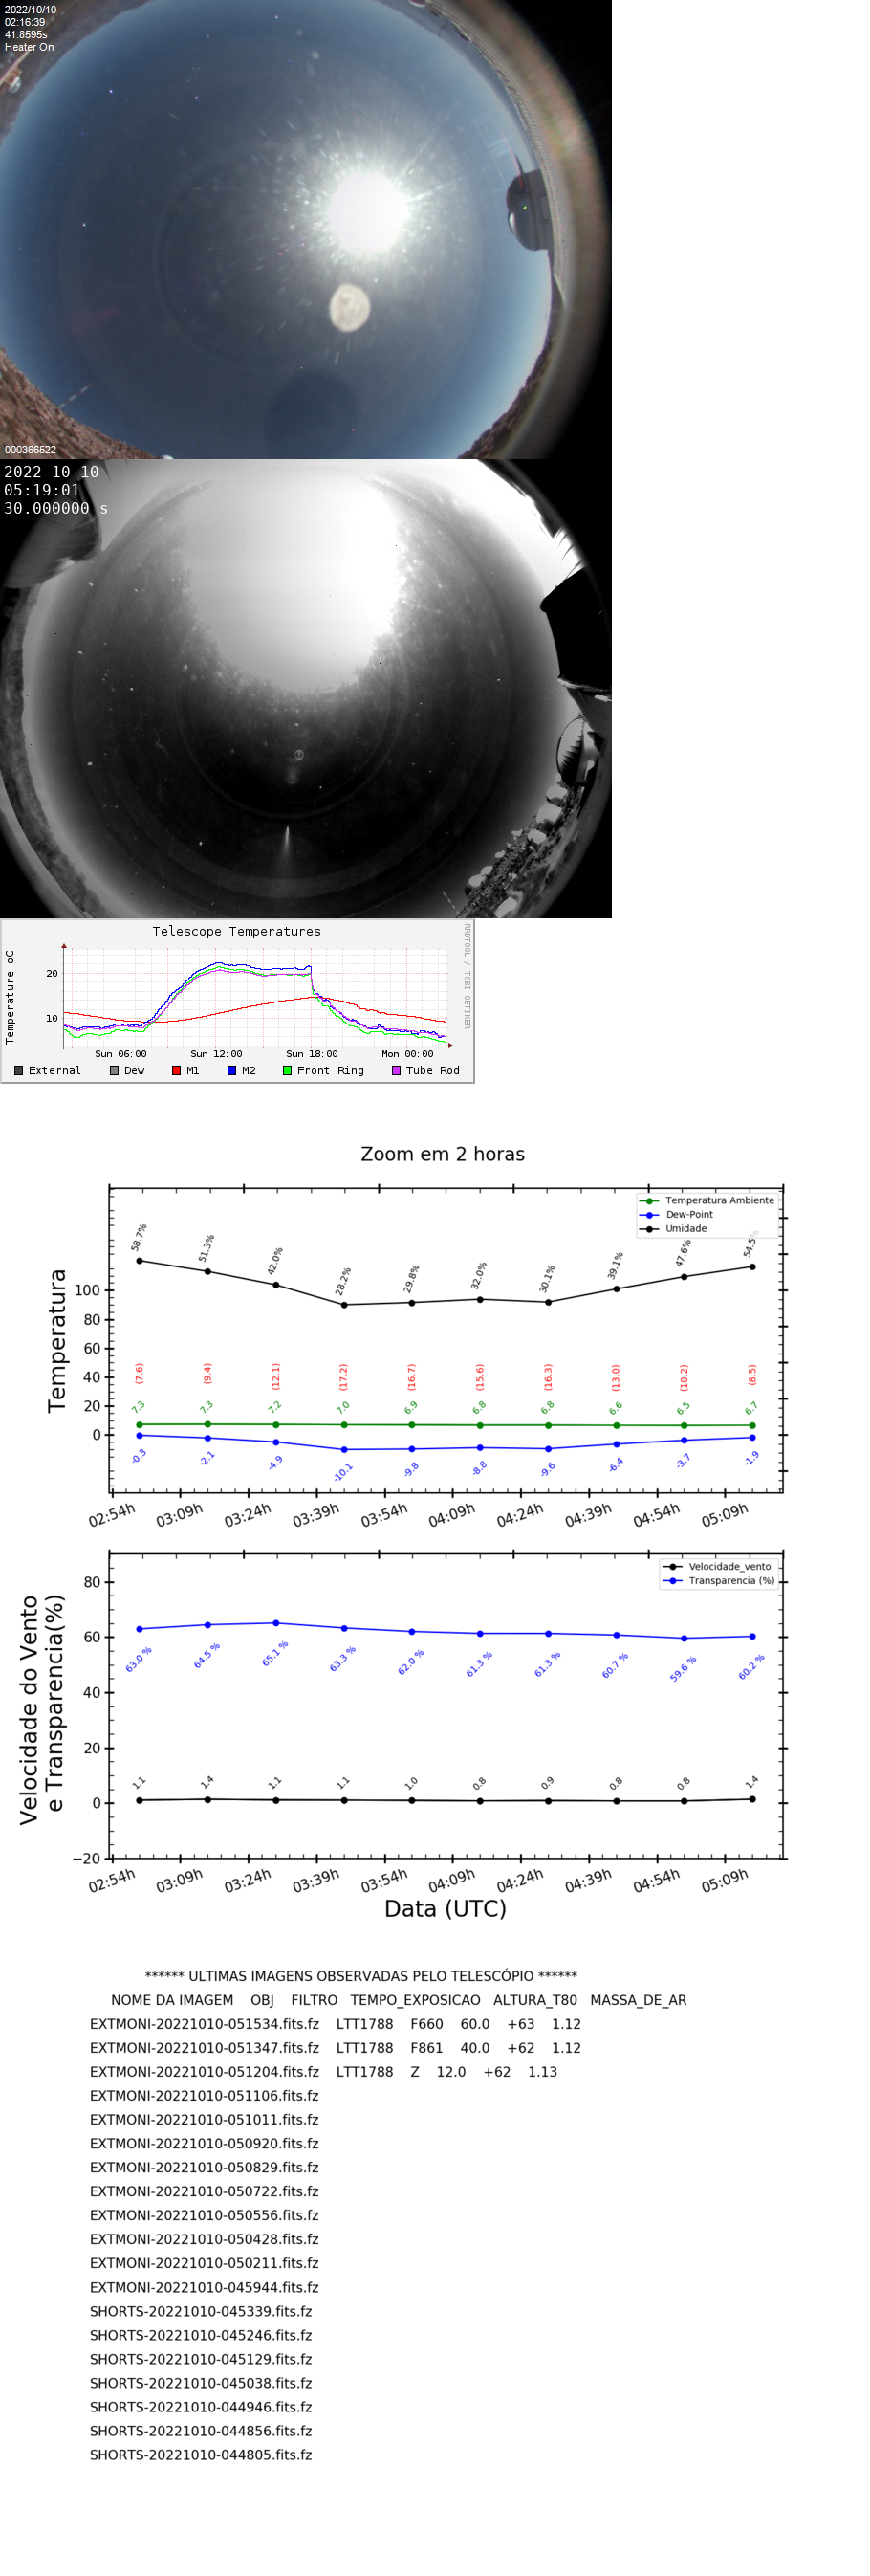 2022/10/10
02:16:39
41.8595s
Heater On
000366522
2022-10-10
05:19:01
30.000000 s
Telescope Temperatures
RRDTOOL / TOBI OETIKER
Temperature oC
20
10
Sun 06:00 Sun 12:00 Sun 18:00 Mon 00:00
External Dew M1 M2 Front Ring Tube Rod
Zoom em 2 horas
Temperatura Ambiente
Dew-Point
Umidade
58.7% 51.3% 42.0% 28.2% 29.8% 32.0% 30.1% 39.1% 47.6% 54.5%
Temperatura
100
80
60
40
20
0
(7.6) (9.4) (12.1) (17.2) (16.7) (15.6) (16.3) (13.0) (10.2) (8.5)
7.3 7.3 7.2 7.0 6.9 6.8 6.8 6.6 6.5 6.7
-0.3 -2.1 -4.9 -10.1 -9.8 -8.8 -9.6 -6.4 -3.7 -1.9
02:54h 03:09h 03:24h 03:39h 03:54h 04:09h 04:24h 04:39h 04:54h 05:09h
Velocidade_vento
Transparencia (%)
Velocidade do Vento
e Transparencia(%)
80
60
40
20
0
−20
63.0 % 64.5 % 65.1 % 63.3 % 62.0 % 61.3 % 61.3 % 60.7 % 59.6 % 60.2 %
1.1 1.4 1.1 1.1 1.0 0.8 0.9 0.8 0.8 1.4
02:54h 03:09h 03:24h 03:39h 03:54h 04:09h 04:24h 04:39h 04:54h 05:09h
Data (UTC)
****** ULTIMAS IMAGENS OBSERVADAS PELO TELESCÓPIO ******
NOME DA IMAGEM OBJ FILTRO TEMPO_EXPOSICAO ALTURA_T80 MASSA_DE_AR
EXTMONI-20221010-051534.fits.fz LTT1788 F660 60.0 +63 1.12
EXTMONI-20221010-051347.fits.fz LTT1788 F861 40.0 +62 1.12
EXTMONI-20221010-051204.fits.fz LTT1788 Z 12.0 +62 1.13
EXTMONI-20221010-051106.fits.fz
EXTMONI-20221010-051011.fits.fz
EXTMONI-20221010-050920.fits.fz
EXTMONI-20221010-050829.fits.fz
EXTMONI-20221010-050722.fits.fz
EXTMONI-20221010-050556.fits.fz
EXTMONI-20221010-050428.fits.fz
EXTMONI-20221010-050211.fits.fz
EXTMONI-20221010-045944.fits.fz
SHORTS-20221010-045339.fits.fz
SHORTS-20221010-045246.fits.fz
SHORTS-20221010-045129.fits.fz
SHORTS-20221010-045038.fits.fz
SHORTS-20221010-044946.fits.fz
SHORTS-20221010-044856.fits.fz
SHORTS-20221010-044805.fits.fz